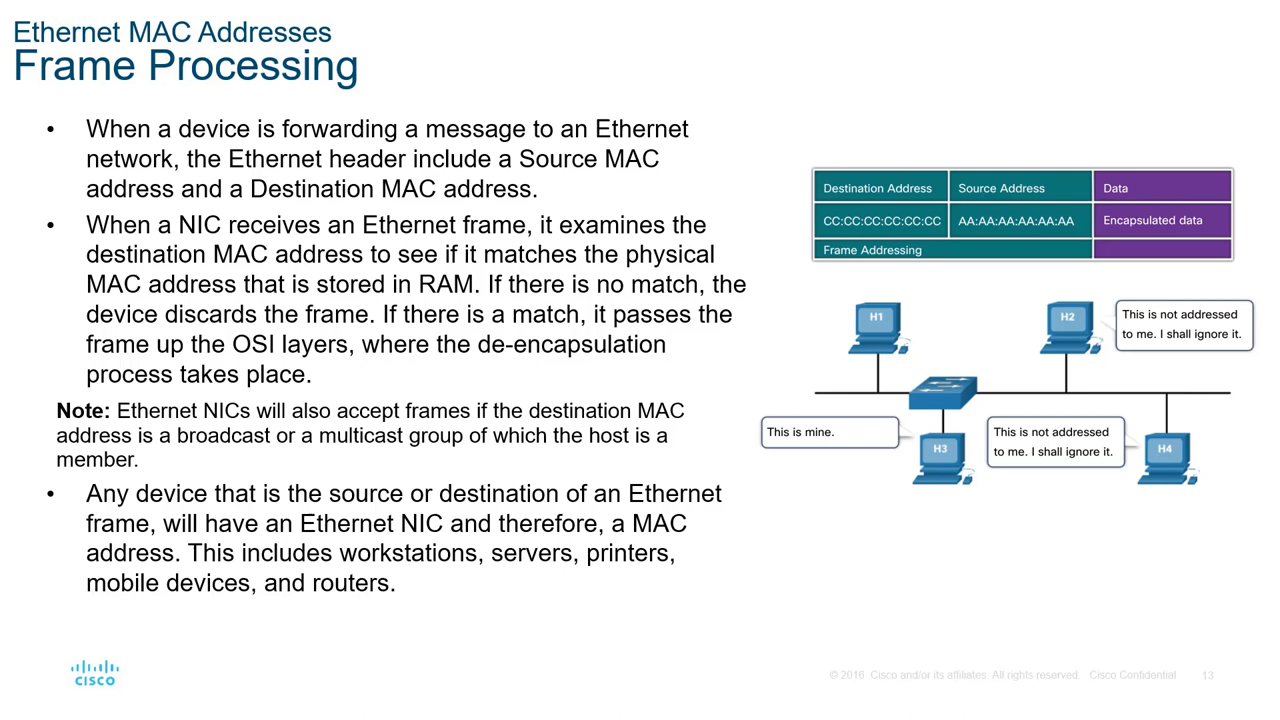 Ethernet MAC Addresses
Frame Processing
• When a device is forwarding a message to an Ethernet
network, the Ethernet header include a Source MAC
address and a Destination MAC address.
• When a NIC receives an Ethernet frame, it examines the
destination MAC address to see if it matches the physical
MAC address that is stored in RAM. If there is no match, the
device discards the frame. If there is a match, it passes the
frame up the OSI layers, where the de-encapsulation
process takes place.
Note: Ethernet NICs will also accept frames if the destination MAC
address is a broadcast or a multicast group of which the host is a
member.
• Any device that is the source or destination of an Ethernet
frame, will have an Ethernet NIC and therefore, a MAC
address. This includes workstations, servers, printers,
mobile devices, and routers.
Destination Address Source Address Data
CC:CC:CC:CC:CC:CC AA:AA:AA:AA:AA:AA Encapsulated data
Frame Addressing
H1
H2
This is not addressed
to me. I shall ignore it.
This is mine.
H3
This is not addressed
to me. I shall ignore it.
H4
CISCO
© 2016 Cisco and/or its affiliates. All rights reserved. Cisco Confidential
13